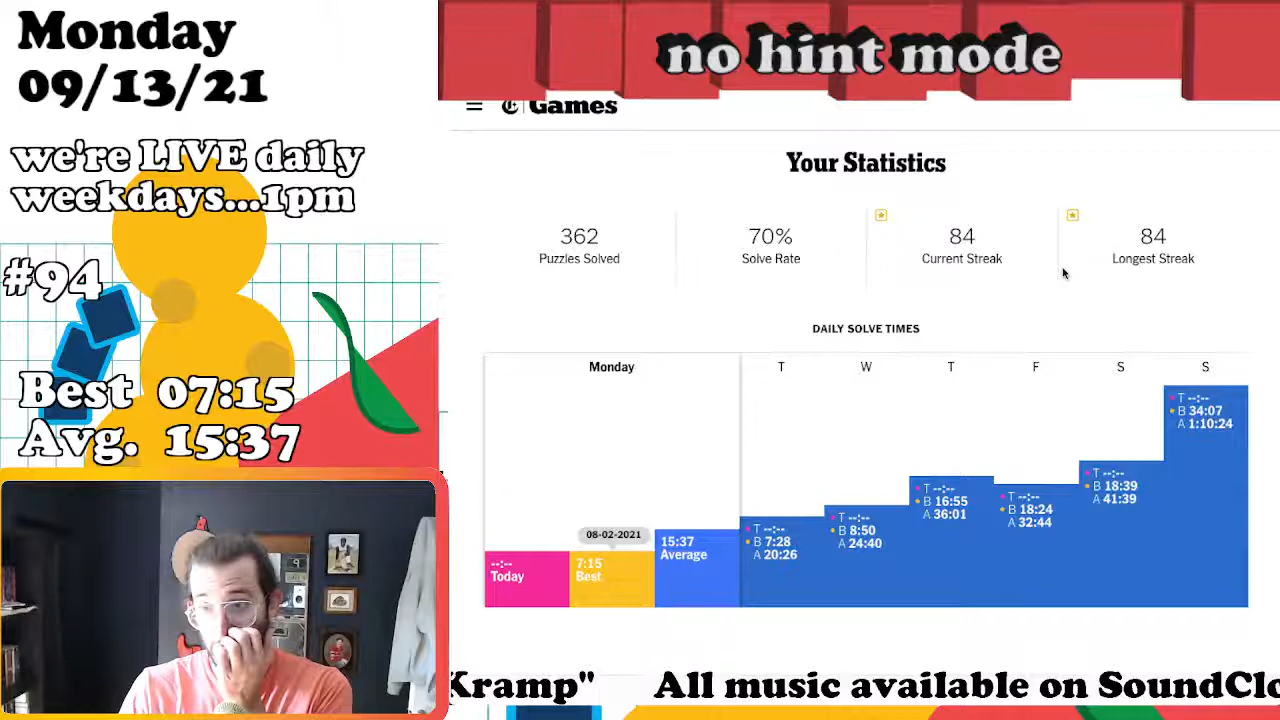 Monday
09/13/21
we're LIVE daily
weekdays...1pm
#94
Best 07:15
Avg. 15:37
no hint mode
Games
Your Statistics
362
Puzzles Solved
70%
Solve Rate
84
Current Streak
84
Longest Streak
DAILY SOLVE TIMES
Monday T W T F S S
--:--
Today
08-02-2021
7:15
Best
15:37
Average
T --:--
B 7:28
A 20:26
T --:--
B 8:50
A 24:40
T --:--
B 16:55
A 36:01
T --:--
B 18:24
A 32:44
T --:--
B 18:39
A 41:39
T --:--
B 34:07
A 1:10:24
Kramp" All music available on SoundClo